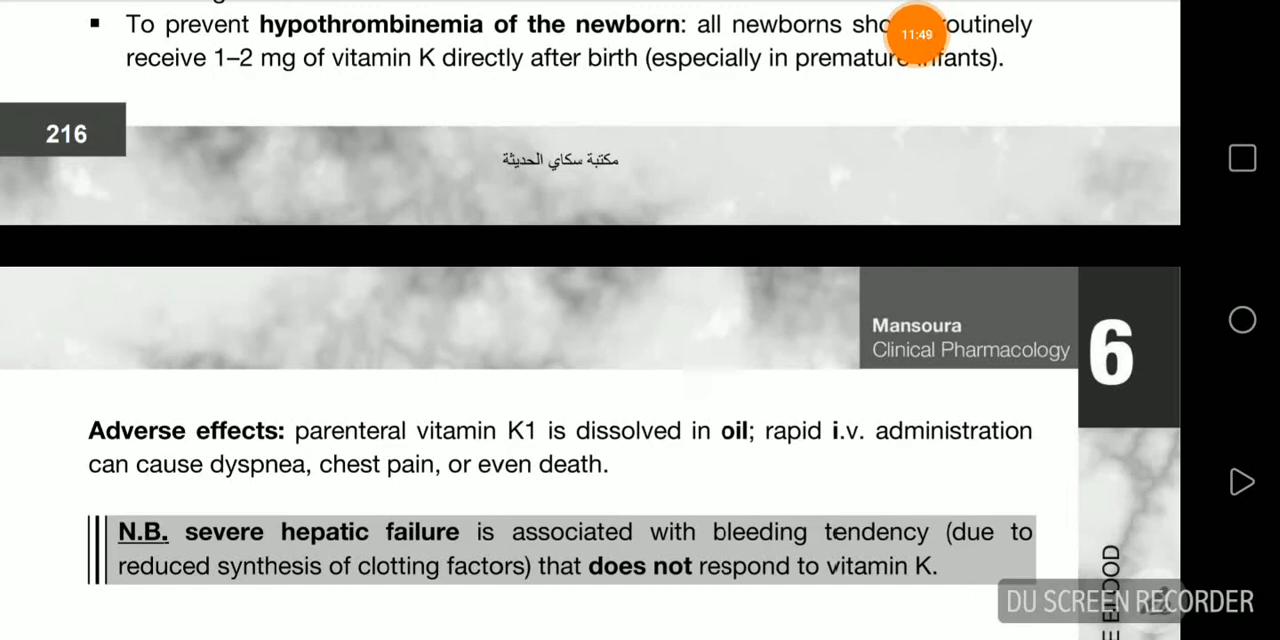 ▪ To prevent hypothrombinemia of the newborn: all newborns
11:49
receive 1–2 mg of vitamin K directly after birth (especially in premature infants).
216
مكتبة سكاي الحديثة
Mansoura
Clinical Pharmacology
6
Adverse effects: parenteral vitamin K1 is dissolved in oil; rapid i.v. administration
can cause dyspnea, chest pain, or even death.
N.B. severe hepatic failure is associated with bleeding tendency (due to
reduced synthesis of clotting factors) that does not respond to vitamin K.
DU SCREEN RECORDER